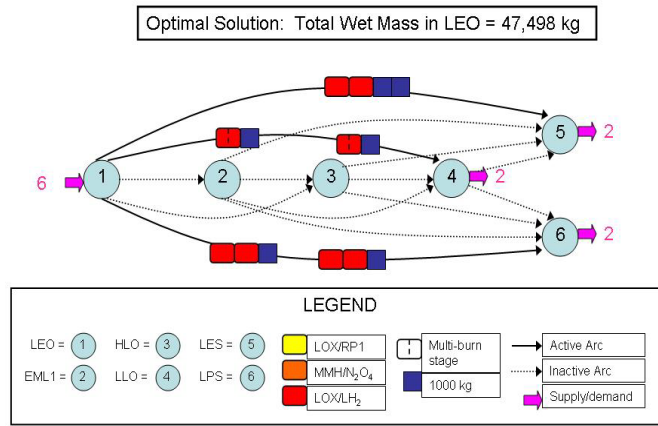 Optimal Solution: Total Wet Mass in LEO = 47,498 kg
5 2
6 1 2 3 4 2
6 2
LEGEND
LEO = 1 HLO = 3 LES = 5
EML1 = 2 LLO = 4 LPS = 6
LOX/RP1
MMH/N₂O₄
LOX/LH₂
Multi-burn
stage
1000 kg
Active Arc
Inactive Arc
Supply/demand